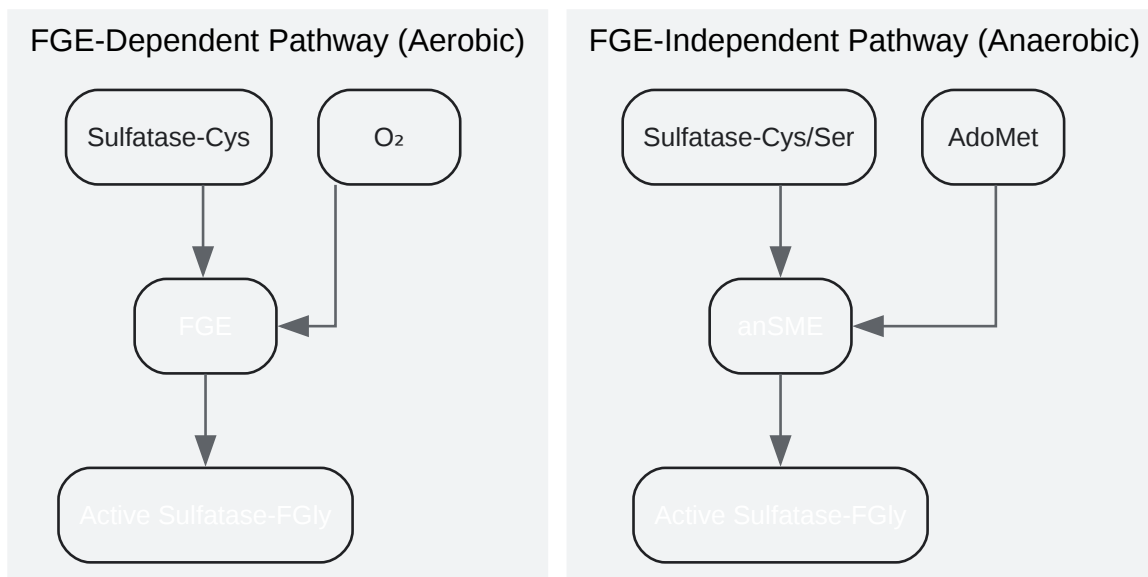 FGE-Dependent Pathway (Aerobic)
Sulfatase-Cys
O₂
FGE
Active Sulfatase-FGly
FGE-Independent Pathway (Anaerobic)
Sulfatase-Cys/Ser
AdoMet
anSME
Active Sulfatase-FGly